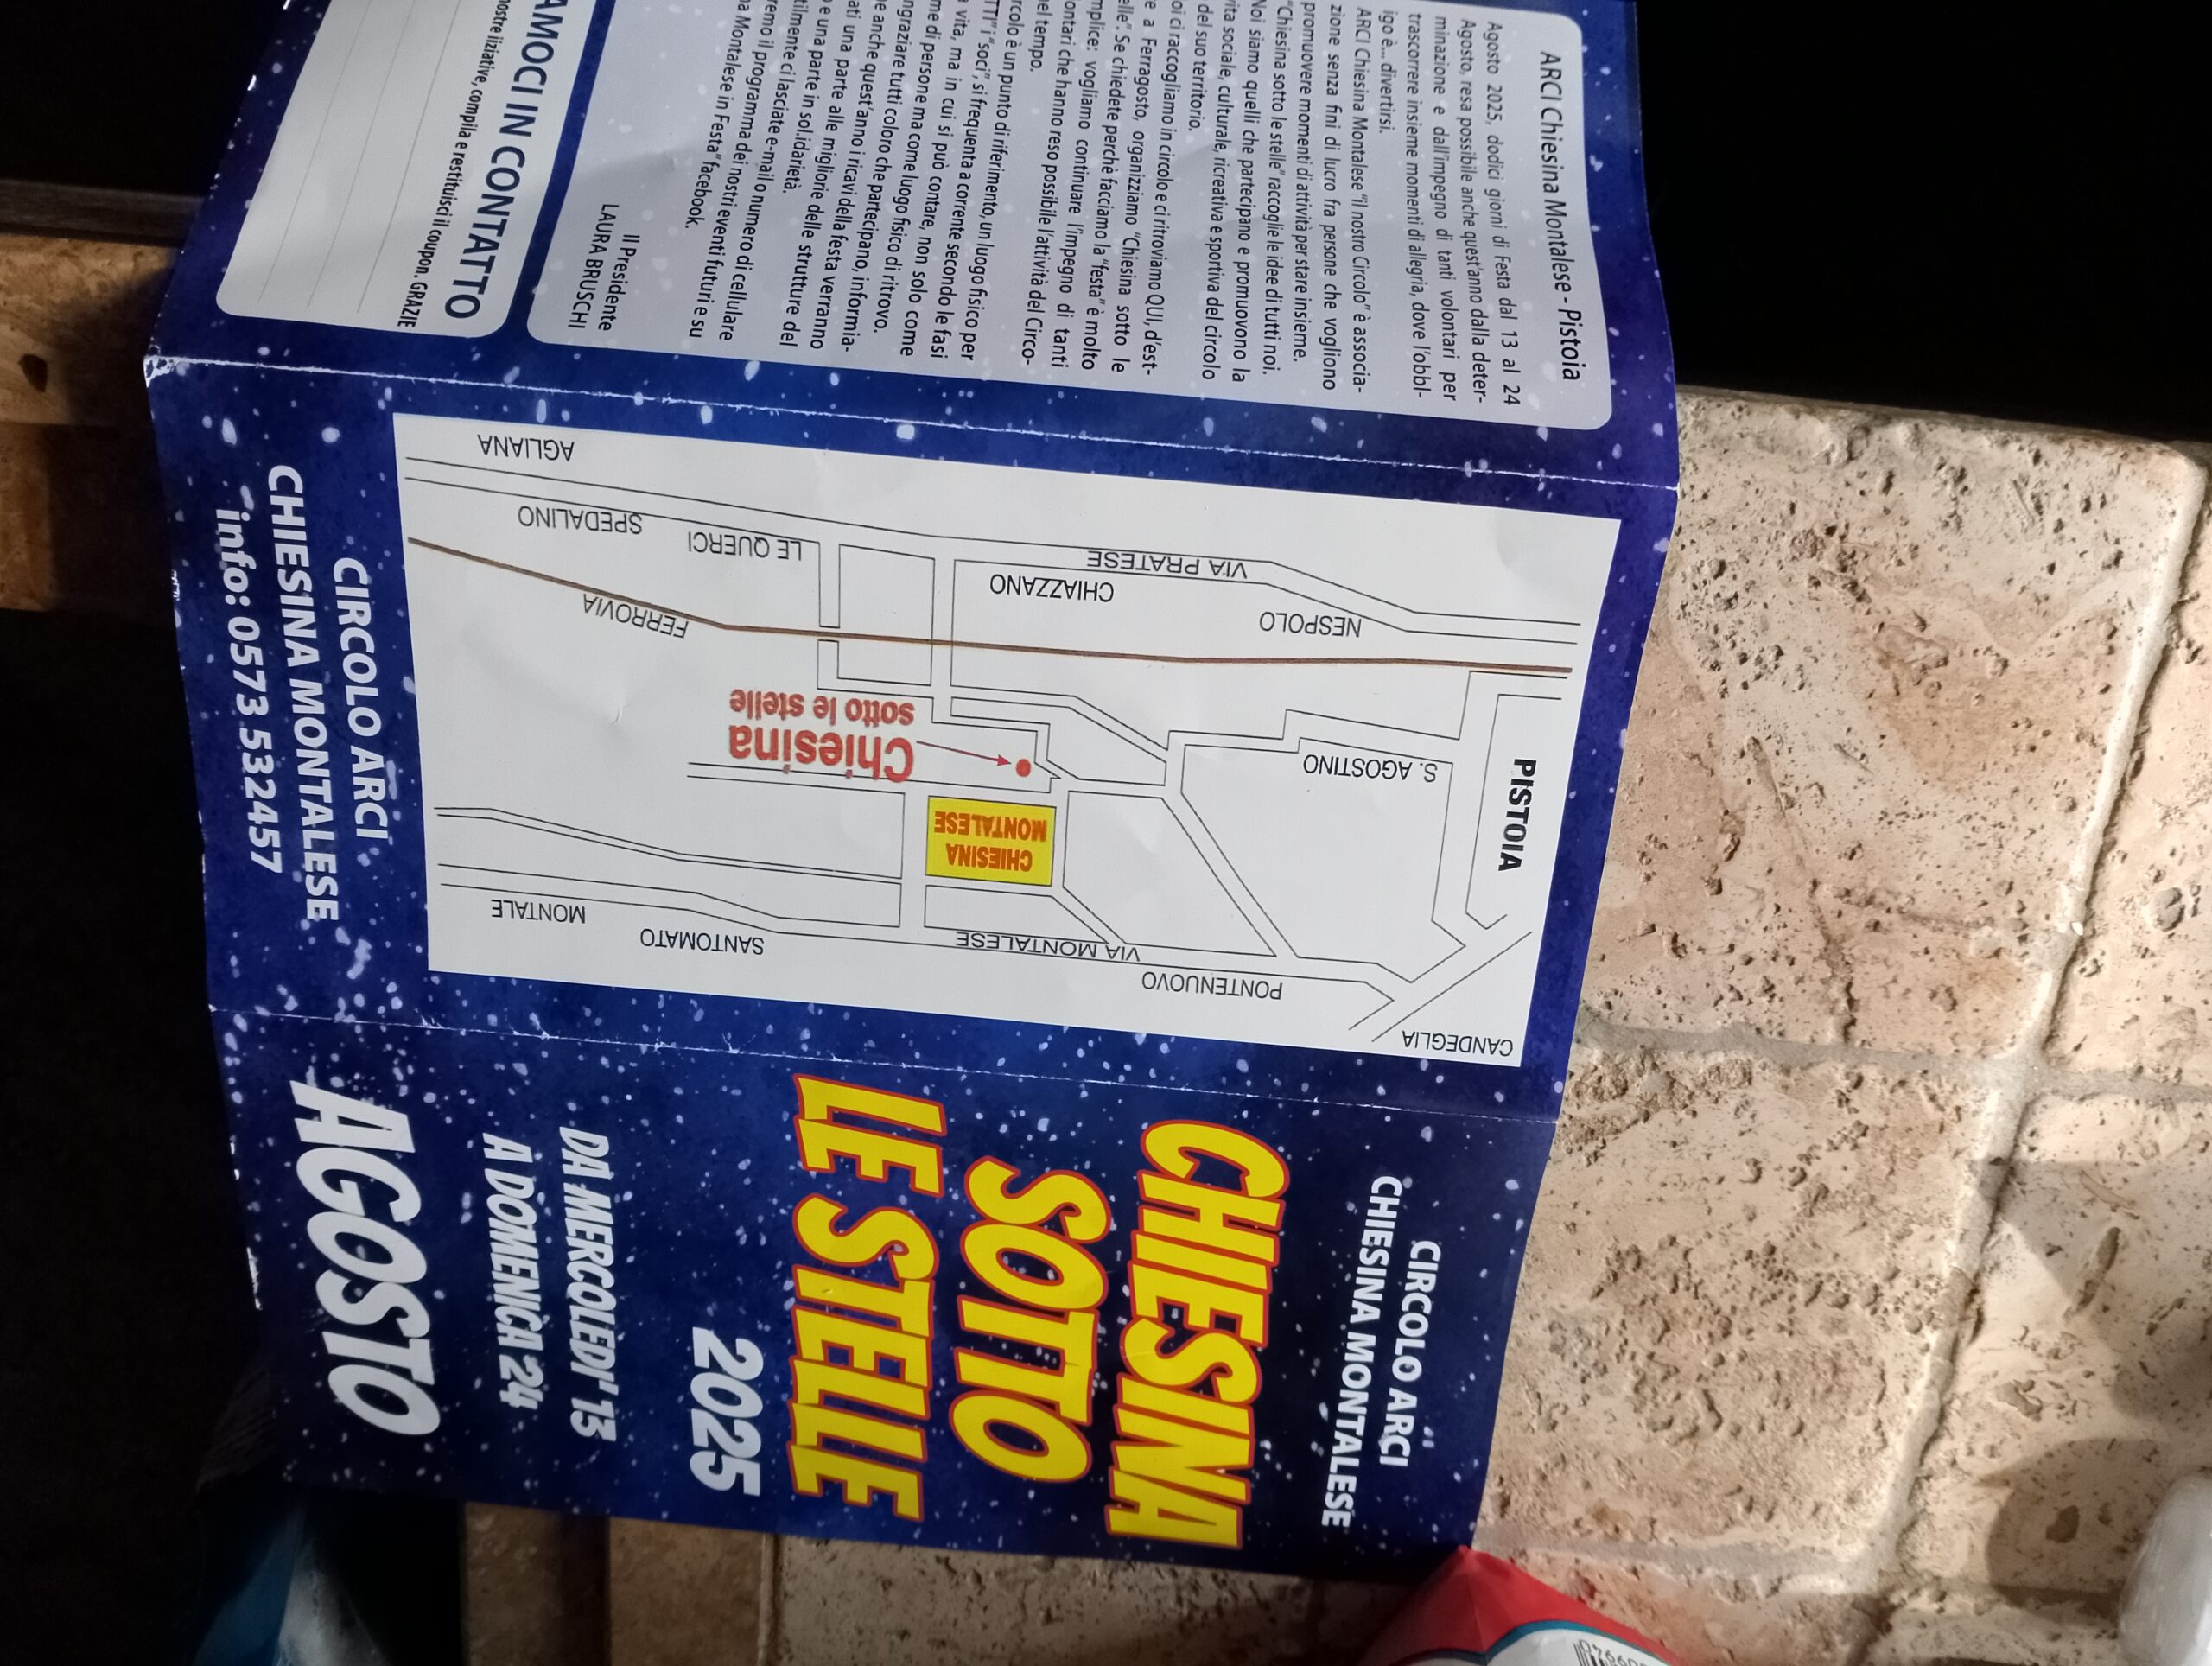 ARCI Chiesina Montalese - Pistoia
Agosto 2025, dodici giorni di Festa dal 13 al 24
Agosto, resa possibile anche quest'anno dalla deter-
minazione e dall'impegno di tanti volontari per
trascorrere insieme momenti di allegria, dove l'obbl-
igo è... divertirsi.
ARCI Chiesina Montalese "il nostro Circolo" è associa-
zione senza fini di lucro fra persone che vogliono
promuovere momenti di attività per stare insieme.
"Chiesina sotto le stelle" raccoglie le idee di tutti noi.
Noi siamo quelli che partecipano e promuovono la
vita sociale, culturale, ricreativa e sportiva del circolo
del suo territorio.
ci raccogliamo in circolo e ci ritroviamo QUI, d'est-
a Ferragosto, organizziamo "Chiesina sotto le
elle". Se chiedete perchè facciamo la "festa" è molto
mplice: vogliamo continuare l'impegno di tanti
ontari che hanno reso possibile l'attività del Circo-
el tempo.
rcolo è un punto di riferimento, un luogo fisico per
TTI" i "soci", si frequenta a corrente secondo le fasi
vita, ma in cui si può contare, non solo come
me di persone ma come luogo fisico di ritrovo.
ngraziare tutti coloro che partecipano, informia-
e anche quest'anno i ricavi della festa verranno
ati una parte alle migliorie delle strutture del
e una parte in sol.idarietà.
tilmente ci lasciate e-mail o numero di cellulare
remo il programma dei nostri eventi futuri e su
na Montalese in Festa" facebook.
Il Presidente
LAURA BRUSCHI
AMOCI IN CONTATTO
nostre iiziative, compila e restituisci il coupon. GRAZIE
AGLIANA
SPEDALINO
LE QUERCI
VIA PRATESE
CHIAZZANO
NESPOLO
FERROVIA
Chiesina
sotto le stelle
S. AGOSTINO
PISTOIA
CHIESINA
MONTALESE
MONTALE
SANTOMATO
VIA MONTALESE
PONTENUOVO
CANDEGLIA
CIRCOLO ARCI
CHIESINA MONTALESE
info: 0573 532457
CIRCOLO ARCI
CHIESINA MONTALESE
CHIESINA
SOTTO
LE STELLE
2025
DA MERCOLEDI' 13
A DOMENICA 24
AGOSTO